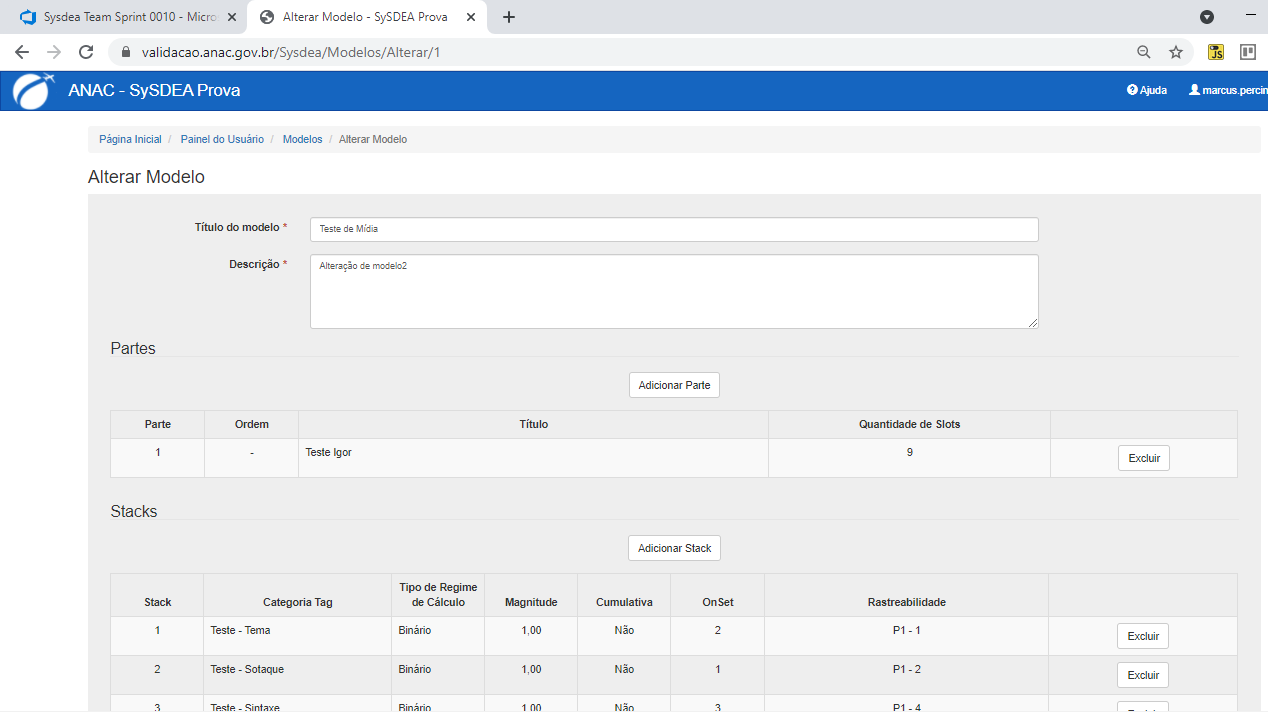 Sysdea Team Sprint 0010 - Micro
Alterar Modelo - SySDEA Prova
validacao.anac.gov.br/Sysdea/Modelos/Alterar/1
JS
ANAC - SySDEA Prova
Ajuda
marcus.percin
Página Inicial / Painel do Usuário / Modelos / Alterar Modelo
Alterar Modelo
Título do modelo *
Teste de Mídia
Descrição *
Alteração de modelo2
Partes
Adicionar Parte
Parte Ordem Título Quantidade de Slots
1 - Teste Igor 9 Excluir
Stacks
Adicionar Stack
Stack Categoria Tag Tipo de Regime de Cálculo Magnitude Cumulativa OnSet Rastreabilidade
1 Teste - Tema Binário 1,00 Não 2 P1 - 1 Excluir
2 Teste - Sotaque Binário 1,00 Não 1 P1 - 2 Excluir
3 Teste - Sintaxe Binário 1,00 Não 3 P1 - 4